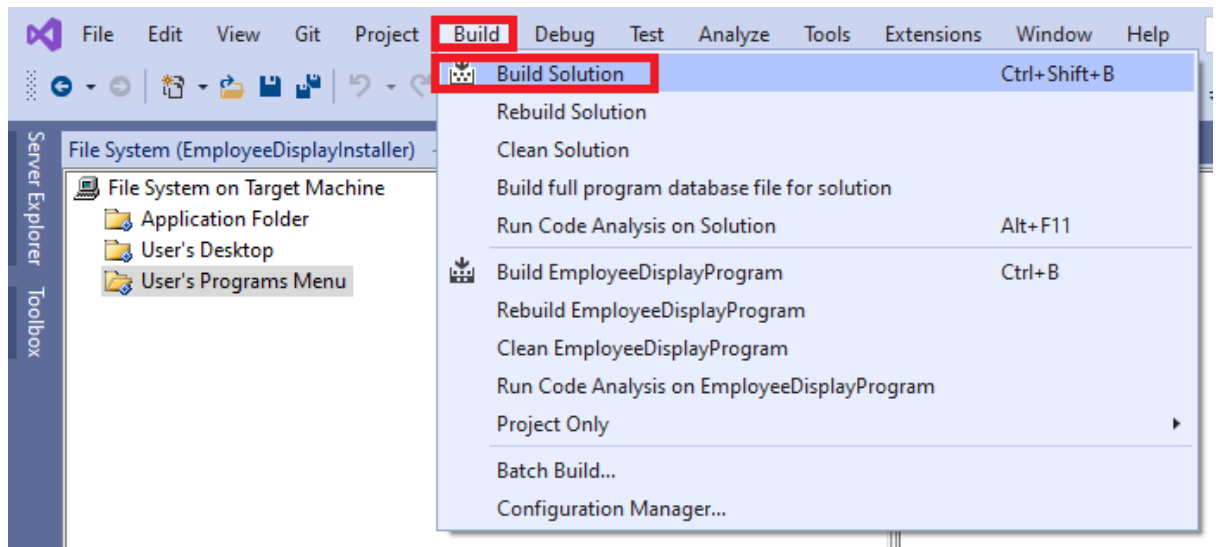 File Edit View Git Project Build Debug Test Analyze Tools Extensions Window Help
Build Solution Ctrl+Shift+B
Rebuild Solution
Clean Solution
Build full program database file for solution
Run Code Analysis on Solution Alt+F11
Build EmployeeDisplayProgram Ctrl+B
Rebuild EmployeeDisplayProgram
Clean EmployeeDisplayProgram
Run Code Analysis on EmployeeDisplayProgram
Project Only
Batch Build...
Configuration Manager...
Server Explorer
Toolbox
File System (EmployeeDisplayInstaller)
File System on Target Machine
Application Folder
User's Desktop
User's Programs Menu